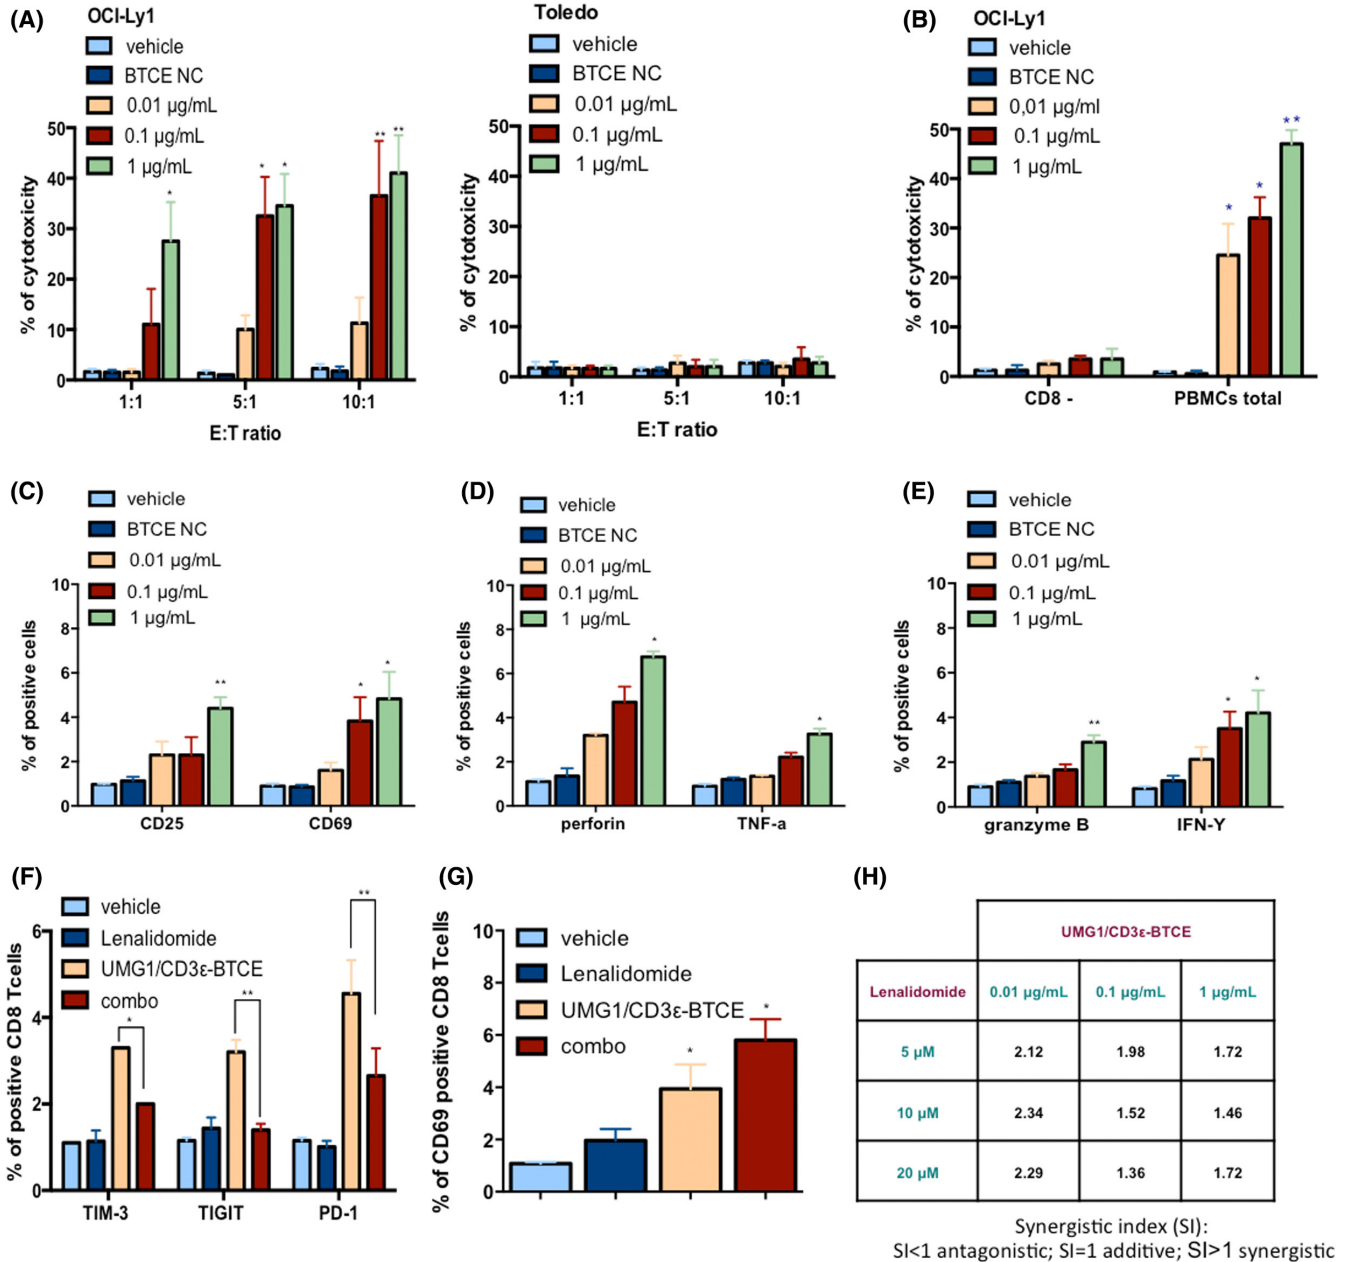 (A)
OCI-Ly1
vehicle
BTCE NC
0.01 µg/mL
0.1 µg/mL
1 µg/mL
% of cytotoxicity
50
40
30
20
10
0
* * * ** **
1:1 5:1 10:1
E:T ratio
Toledo
vehicle
BTCE NC
0.01 µg/mL
0.1 µg/mL
1 µg/mL
% of cytotoxicity
50
40
30
20
10
0
1:1 5:1 10:1
E:T ratio
(B)
OCI-Ly1
vehicle
BTCE NC
0,01 µg/ml
0.1 µg/mL
1 µg/mL
% of cytotoxicity
50
40
30
20
10
0
* * **
CD8 - PBMCs total
(C)
vehicle
BTCE NC
0.01 µg/mL
0.1 µg/mL
1 µg/mL
% of positive cells
10
8
6
4
2
0
** * *
CD25 CD69
(D)
vehicle
BTCE NC
0.01 µg/mL
0.1 µg/mL
1 µg/mL
% of positive cells
10
8
6
4
2
0
* *
perforin TNF-a
(E)
vehicle
BTCE NC
0.01 µg/mL
0.1 µg/mL
1 µg/mL
% of positive cells
10
8
6
4
2
0
** * *
granzyme B IFN-Y
(F)
vehicle
Lenalidomide
UMG1/CD3ε-BTCE
combo
% of positive CD8 Tcells
6
4
2
0
* ** **
TIM-3 TIGIT PD-1
(G)
vehicle
Lenalidomide
UMG1/CD3ε-BTCE
combo
% of CD69 positive CD8 Tcells
10
8
6
4
2
0
* *
(H)
UMG1/CD3ε-BTCE
Lenalidomide 0.01 µg/mL 0.1 µg/mL 1 µg/mL
5 µM 2.12 1.98 1.72
10 µM 2.34 1.52 1.46
20 µM 2.29 1.36 1.72
Synergistic index (SI):
SI<1 antagonistic; SI=1 additive; SI>1 synergistic